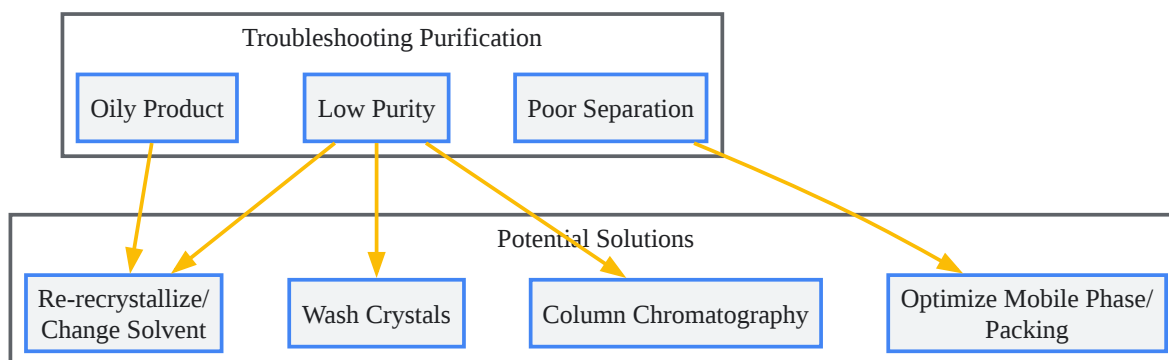 Troubleshooting Purification
Oily Product
Low Purity
Poor Separation
Potential Solutions
Re-recrystallize/
Change Solvent
Wash Crystals
Column Chromatography
Optimize Mobile Phase/
Packing